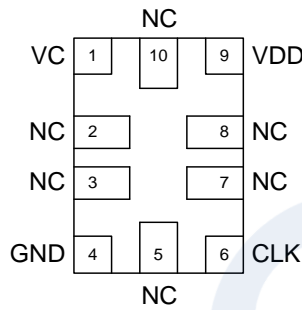 NC
VC 1 10 9 VDD
NC 2 8 NC
NC 3 7 NC
GND 4 5 6 CLK
NC